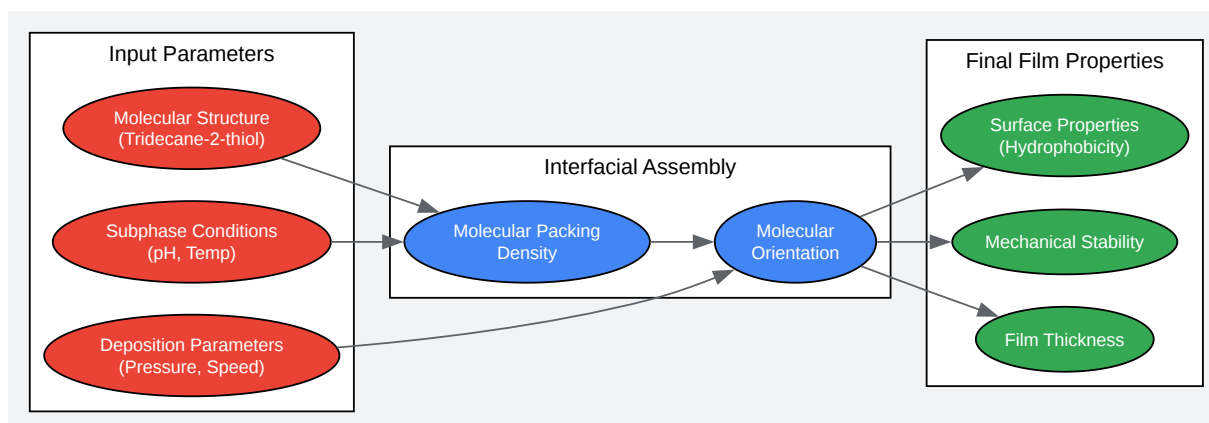 Input Parameters
Molecular Structure
(Tridecane-2-thiol)
Subphase Conditions
(pH, Temp)
Deposition Parameters
(Pressure, Speed)
Interfacial Assembly
Molecular Packing
Density
Molecular
Orientation
Final Film Properties
Surface Properties
(Hydrophobicity)
Mechanical Stability
Film Thickness